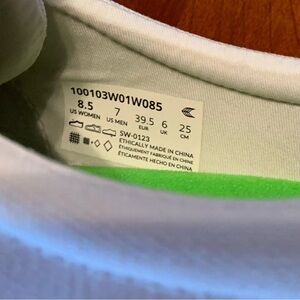 100103W01W085
8.5 7 39.5 6 25
US WOMEN US MEN EUR UK CM
SW-0123
ETHICALLY MADE IN CHINA
ÉTHIQUEMENT FABRIQUÉ EN CHINE
ÉTICAMENTE HECHO EN CHINA